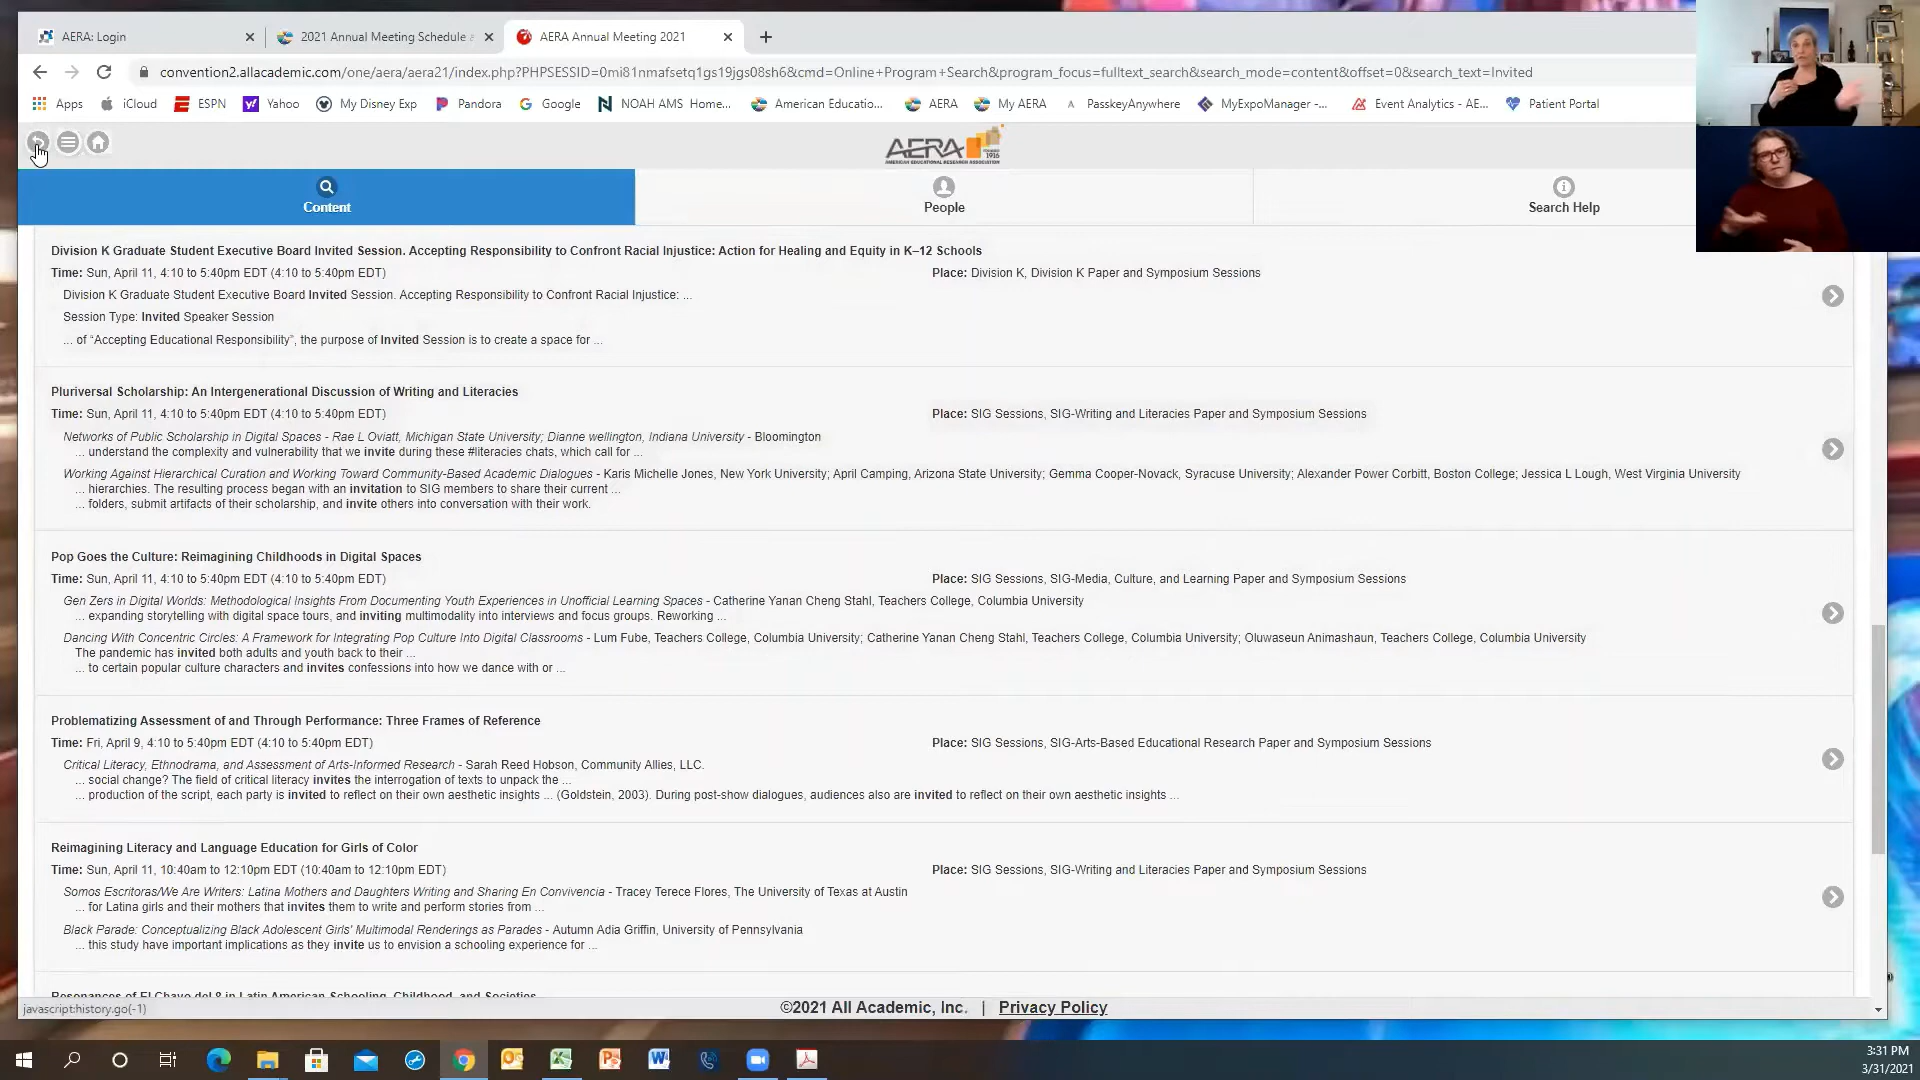 AERA: Login
2021 Annual Meeting Schedule
AERA Annual Meeting 2021
convention2.allacademic.com/one/aera/aera21/index.php?PHPSESSID=0mi81nmafsetq1gs19jgs08sh6&cmd=Online+Program+Search&program_focus=fulltext_search&search_mode=content&offset=0&search_text=Invited
Apps iCloud ESPN Yahoo My Disney Exp Pandora Google NOAH AMS Home... American Educatio... AERA My AERA PasskeyAnywhere MyExpoManager -... Event Analytics - AE... Patient Portal
AERA
AMERICAN EDUCATIONAL RESEARCH ASSOCIATION
1916
Content
People
Search Help
Division K Graduate Student Executive Board Invited Session. Accepting Responsibility to Confront Racial Injustice: Action for Healing and Equity in K–12 Schools
Time: Sun, April 11, 4:10 to 5:40pm EDT (4:10 to 5:40pm EDT)
Place: Division K, Division K Paper and Symposium Sessions
Division K Graduate Student Executive Board Invited Session. Accepting Responsibility to Confront Racial Injustice: ...
Session Type: Invited Speaker Session
... of “Accepting Educational Responsibility”, the purpose of Invited Session is to create a space for ...
Pluriversal Scholarship: An Intergenerational Discussion of Writing and Literacies
Time: Sun, April 11, 4:10 to 5:40pm EDT (4:10 to 5:40pm EDT)
Place: SIG Sessions, SIG-Writing and Literacies Paper and Symposium Sessions
Networks of Public Scholarship in Digital Spaces - Rae L Oviatt, Michigan State University; Dianne wellington, Indiana University - Bloomington
... understand the complexity and vulnerability that we invite during these #literacies chats, which call for ...
Working Against Hierarchical Curation and Working Toward Community-Based Academic Dialogues - Karis Michelle Jones, New York University; April Camping, Arizona State University; Gemma Cooper-Novack, Syracuse University; Alexander Power Corbitt, Boston College; Jessica L Lough, West Virginia University
... hierarchies. The resulting process began with an invitation to SIG members to share their current ...
... folders, submit artifacts of their scholarship, and invite others into conversation with their work.
Pop Goes the Culture: Reimagining Childhoods in Digital Spaces
Time: Sun, April 11, 4:10 to 5:40pm EDT (4:10 to 5:40pm EDT)
Place: SIG Sessions, SIG-Media, Culture, and Learning Paper and Symposium Sessions
Gen Zers in Digital Worlds: Methodological Insights From Documenting Youth Experiences in Unofficial Learning Spaces - Catherine Yanan Cheng Stahl, Teachers College, Columbia University
... expanding storytelling with digital space tours, and inviting multimodality into interviews and focus groups. Reworking ...
Dancing With Concentric Circles: A Framework for Integrating Pop Culture Into Digital Classrooms - Lum Fube, Teachers College, Columbia University; Catherine Yanan Cheng Stahl, Teachers College, Columbia University; Oluwaseun Animashaun, Teachers College, Columbia University
The pandemic has invited both adults and youth back to their ...
... to certain popular culture characters and invites confessions into how we dance with or ...
Problematizing Assessment of and Through Performance: Three Frames of Reference
Time: Fri, April 9, 4:10 to 5:40pm EDT (4:10 to 5:40pm EDT)
Place: SIG Sessions, SIG-Arts-Based Educational Research Paper and Symposium Sessions
Critical Literacy, Ethnodrama, and Assessment of Arts-Informed Research - Sarah Reed Hobson, Community Allies, LLC.
... social change? The field of critical literacy invites the interrogation of texts to unpack the ...
... production of the script, each party is invited to reflect on their own aesthetic insights ... (Goldstein, 2003). During post-show dialogues, audiences also are invited to reflect on their own aesthetic insights ...
Reimagining Literacy and Language Education for Girls of Color
Time: Sun, April 11, 10:40am to 12:10pm EDT (10:40am to 12:10pm EDT)
Place: SIG Sessions, SIG-Writing and Literacies Paper and Symposium Sessions
Somos Escritoras/We Are Writers: Latina Mothers and Daughters Writing and Sharing En Convivencia - Tracey Terece Flores, The University of Texas at Austin
... for Latina girls and their mothers that invites them to write and perform stories from ...
Black Parade: Conceptualizing Black Adolescent Girls' Multimodal Renderings as Parades - Autumn Adia Griffin, University of Pennsylvania
... this study have important implications as they invite us to envision a schooling experience for ...
Resonances of El Chavo del 8 in Latin American Schooling, Childhood, and Societies
javascript:history.go(-1)
©2021 All Academic, Inc. | Privacy Policy
3:31 PM
3/31/2021